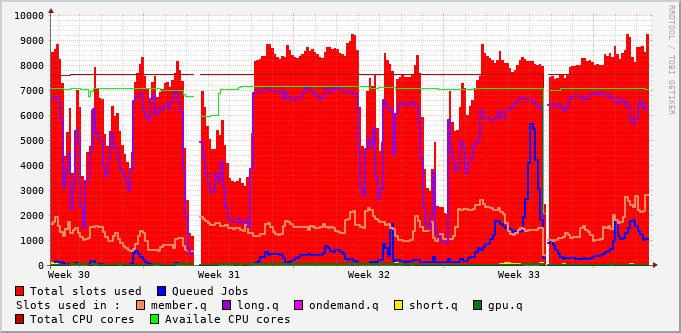 10000
9000
8000
7000
6000
5000
4000
3000
2000
1000
0
Week 30 Week 31 Week 32 Week 33
Total slots used Queued Jobs
Slots used in : member.q long.q ondemand.q short.q gpu.q
Total CPU cores Availale CPU cores
RRDTOOL / TOBI OETIKER